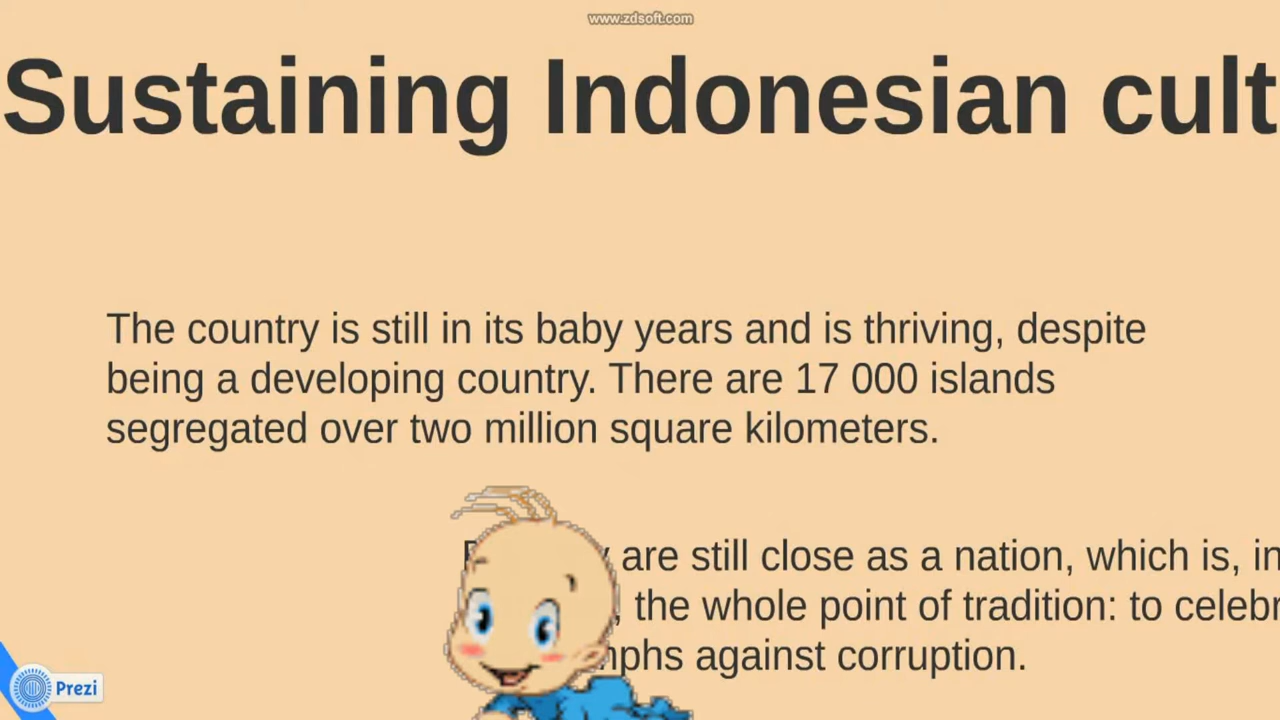 www.zdsoft.com
Sustaining Indonesian cult
The country is still in its baby years and is thriving, despite
being a developing country. There are 17 000 islands
segregated over two million square kilometers.
are still close as a nation, which is, in
the whole point of tradition: to celebr
against corruption.
Prezi